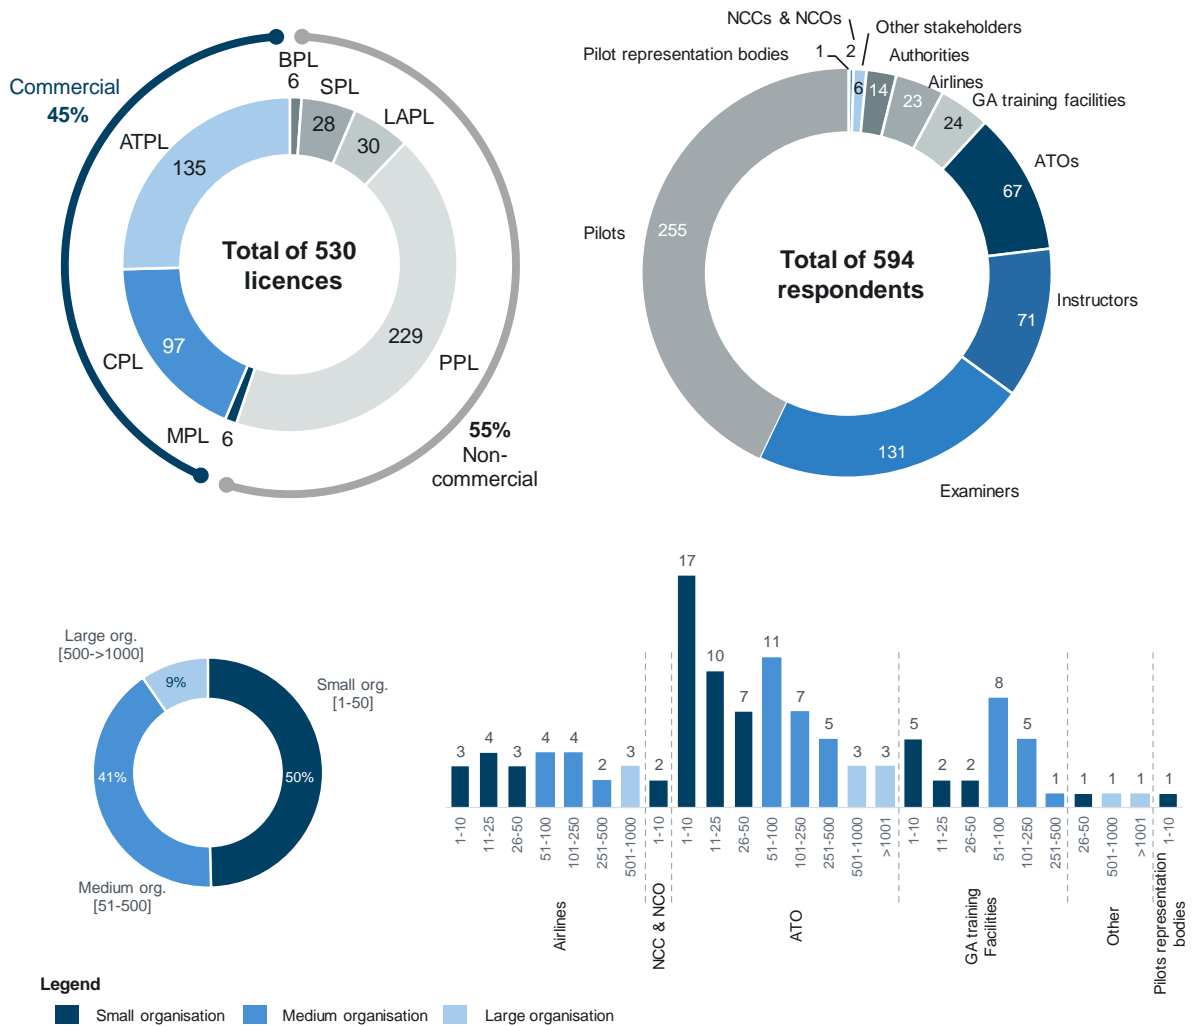 Commercial
45%
BPL
6
SPL
28
LAPL
30
ATPL
135
Total of 530
licences
229
PPL
97
CPL
MPL
6
55%
Non-
commercial
NCCs & NCOs
Other stakeholders
Pilot representation bodies
1
2
Authorities
6
14
Airlines
23
GA training facilities
24
ATOs
67
Pilots
255
Total of 594
respondents
Instructors
71
131
Examiners
Large org.
[500->1000]
9%
Small org.
[1-50]
41%
50%
Medium org.
[51-500]
3
4
3
4
4
2
3
2
17
10
7
11
7
5
3
3
5
2
2
8
5
1
1
1
1
1
1-10
11-25
26-50
51-100
101-250
251-500
501-1000
1-10
1-10
11-25
26-50
51-100
101-250
251-500
501-1000
>1001
1-10
11-25
26-50
51-100
101-250
251-500
26-50
501-1000
>1001
1-10
Airlines
NCC & NCO
ATO
GA training
Facilities
Other
Pilots representation
bodies
Legend
Small organisation
Medium organisation
Large organisation